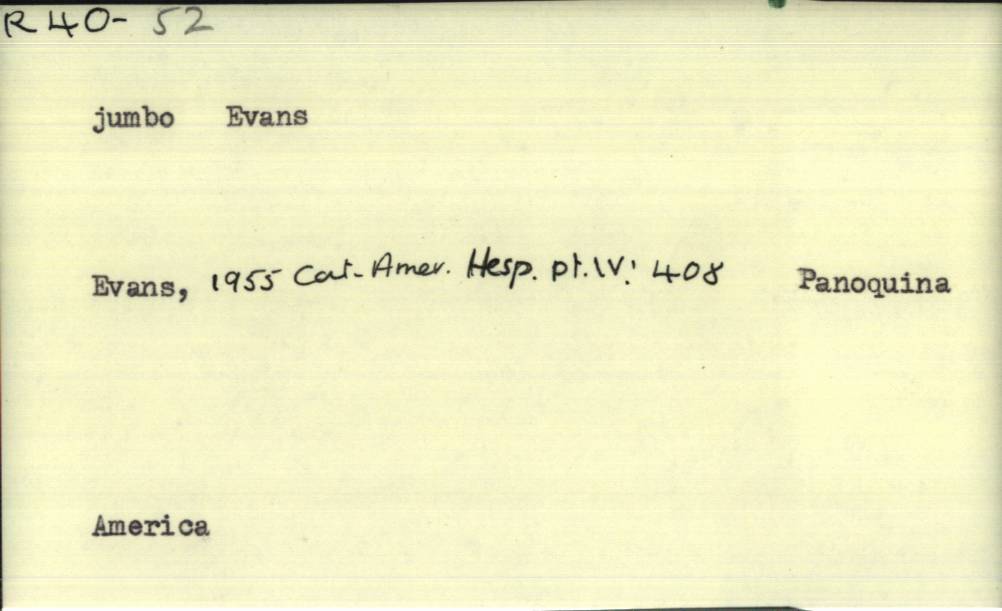 R40-52
jumbo Evans
Evans, 1955 Cat. Amer. Hesp. pt.IV: 408 Panoquina
America